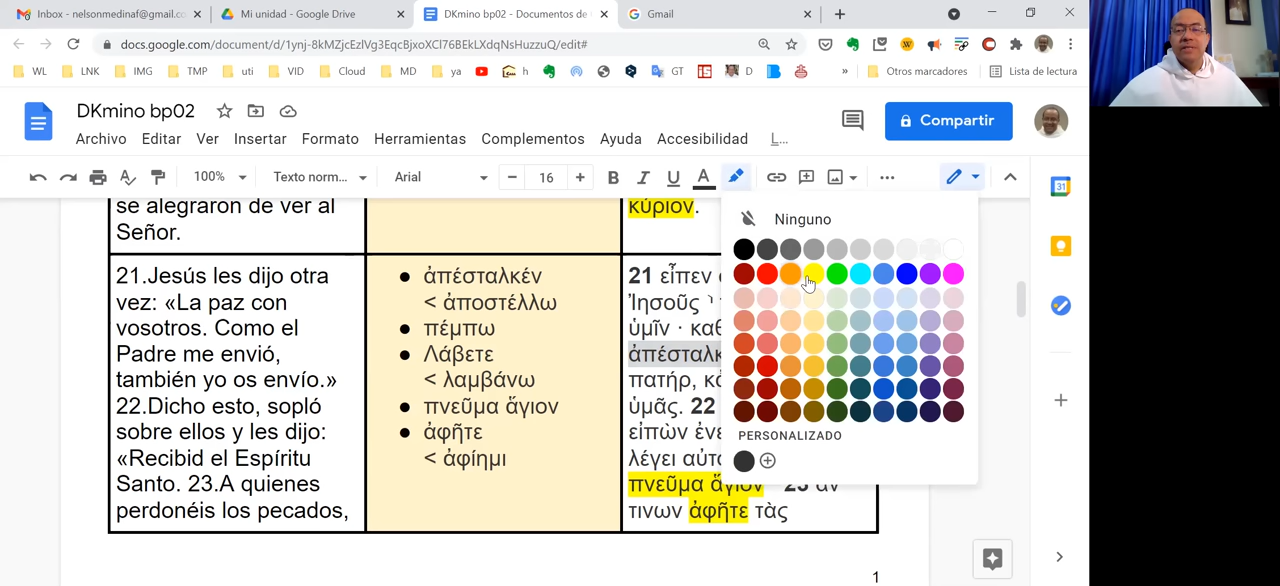 Inbox - nelsonmedinaf@gmail.co
Mi unidad - Google Drive
DKmino bp02 - Documentos de
Gmail
docs.google.com/document/d/1ynj-8kMZjcEzlVg3EqcBjxoXCl76BEkLXdqNsHuzzuQ/edit#
WL LNK IMG TMP uti VID Cloud MD ya h GT D » Otros marcadores Lista de lectura
DKmino bp02
Compartir
Archivo Editar Ver Insertar Formato Herramientas Complementos Ayuda Accesibilidad L...
100% Texto norm... Arial − 16 + B I U A
31
se alegraron de ver al
Señor.
κύριον.
21.Jesús les dijo otra
vez: «La paz con
vosotros. Como el
Padre me envió,
también yo os envío.»
22.Dicho esto, sopló
sobre ellos y les dijo:
«Recibid el Espíritu
Santo. 23.A quienes
perdonéis los pecados,
● ἀπέσταλκέν
< ἀποστέλλω
● πέμπω
● Λάβετε
< λαμβάνω
● πνεῦμα ἅγιον
● ἀφῆτε
< ἀφίημι
21 εἶπεν
Ἰησοῦς
ὑμῖν · καθ
ἀπέσταλκ
πατήρ, κἀ
ὑμᾶς. 22
εἰπὼν ἐνε
λέγει αὐτ
πνεῦμα ἅγιον · 23 ἄν
τινων ἀφῆτε τὰς
1
Ninguno
PERSONALIZADO